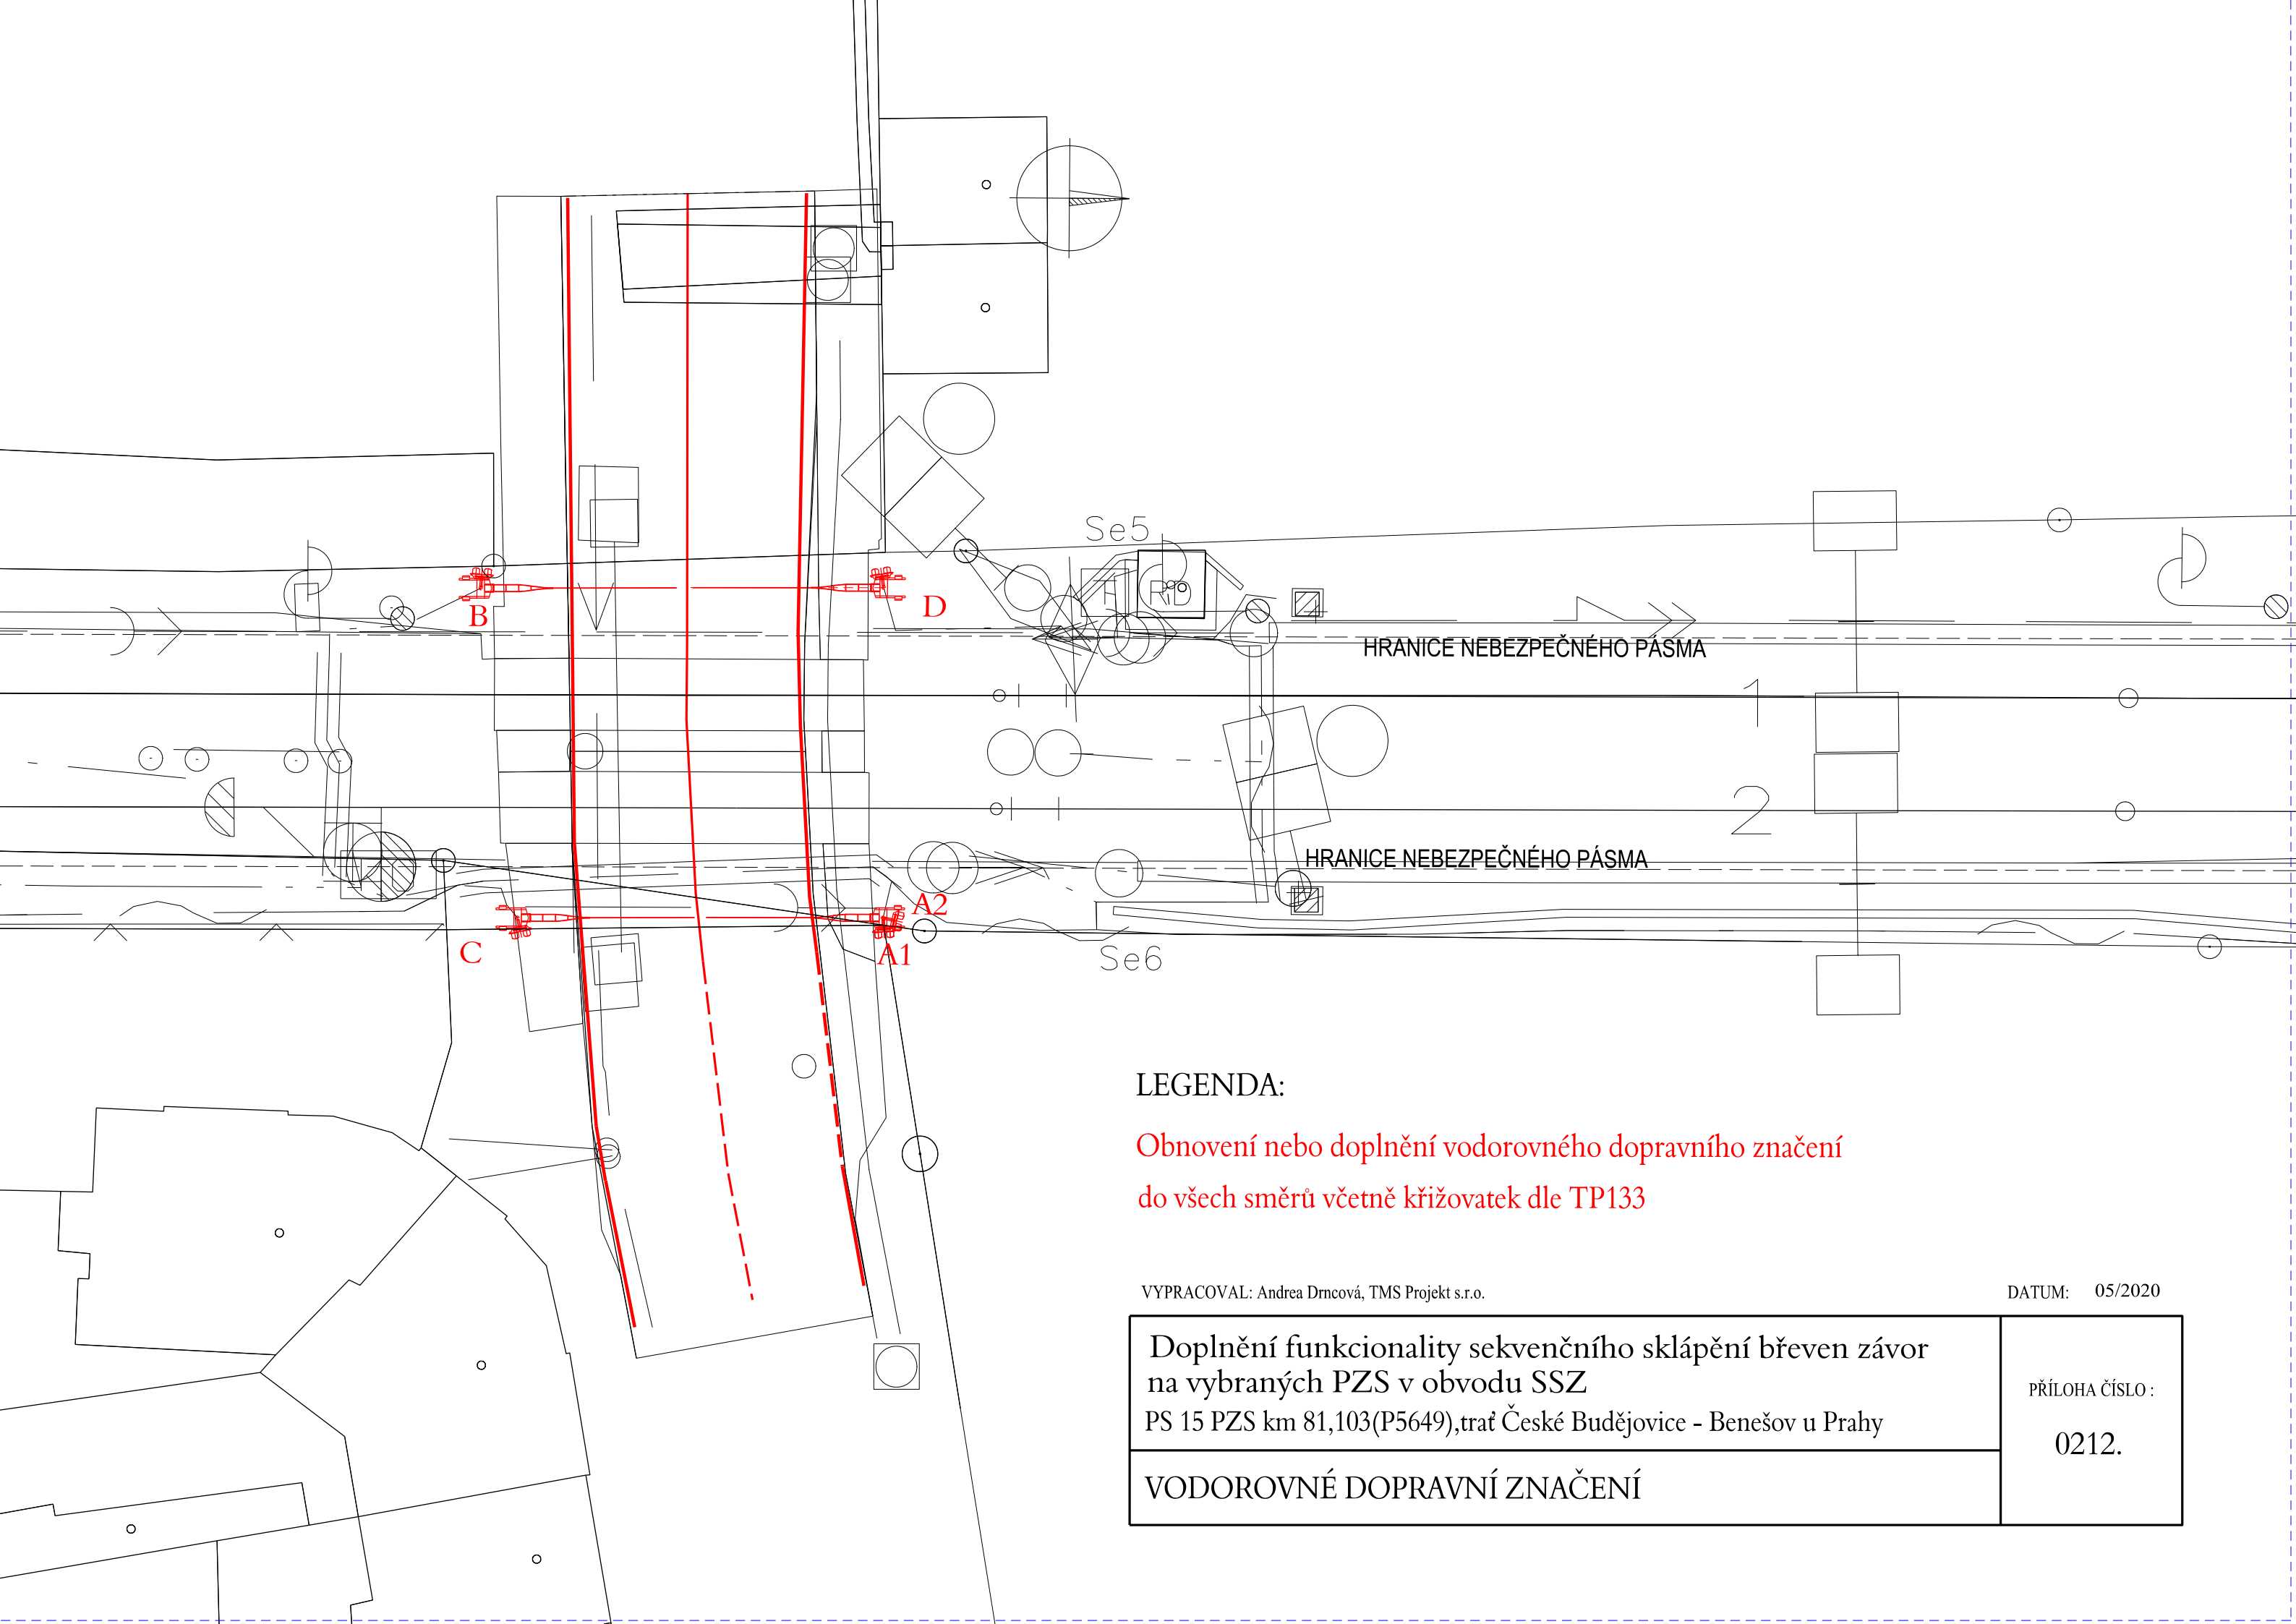 Se5
B
D
RD
HRANICE NEBEZPEČNÉHO PÁSMA
1
2
HRANICE NEBEZPEČNÉHO PÁSMA
A2
C
A1
Se6
LEGENDA:
Obnovení nebo doplnění vodorovného dopravního značení
do všech směrů včetně křižovatek dle TP133
VYPRACOVAL: Andrea Drncová, TMS Projekt s.r.o.
DATUM: 05/2020
Doplnění funkcionality sekvenčního sklápění břeven závor
na vybraných PZS v obvodu SSZ
PS 15 PZS km 81,103(P5649),trať České Budějovice - Benešov u Prahy
PŘÍLOHA ČÍSLO :
0212.
VODOROVNÉ DOPRAVNÍ ZNAČENÍ